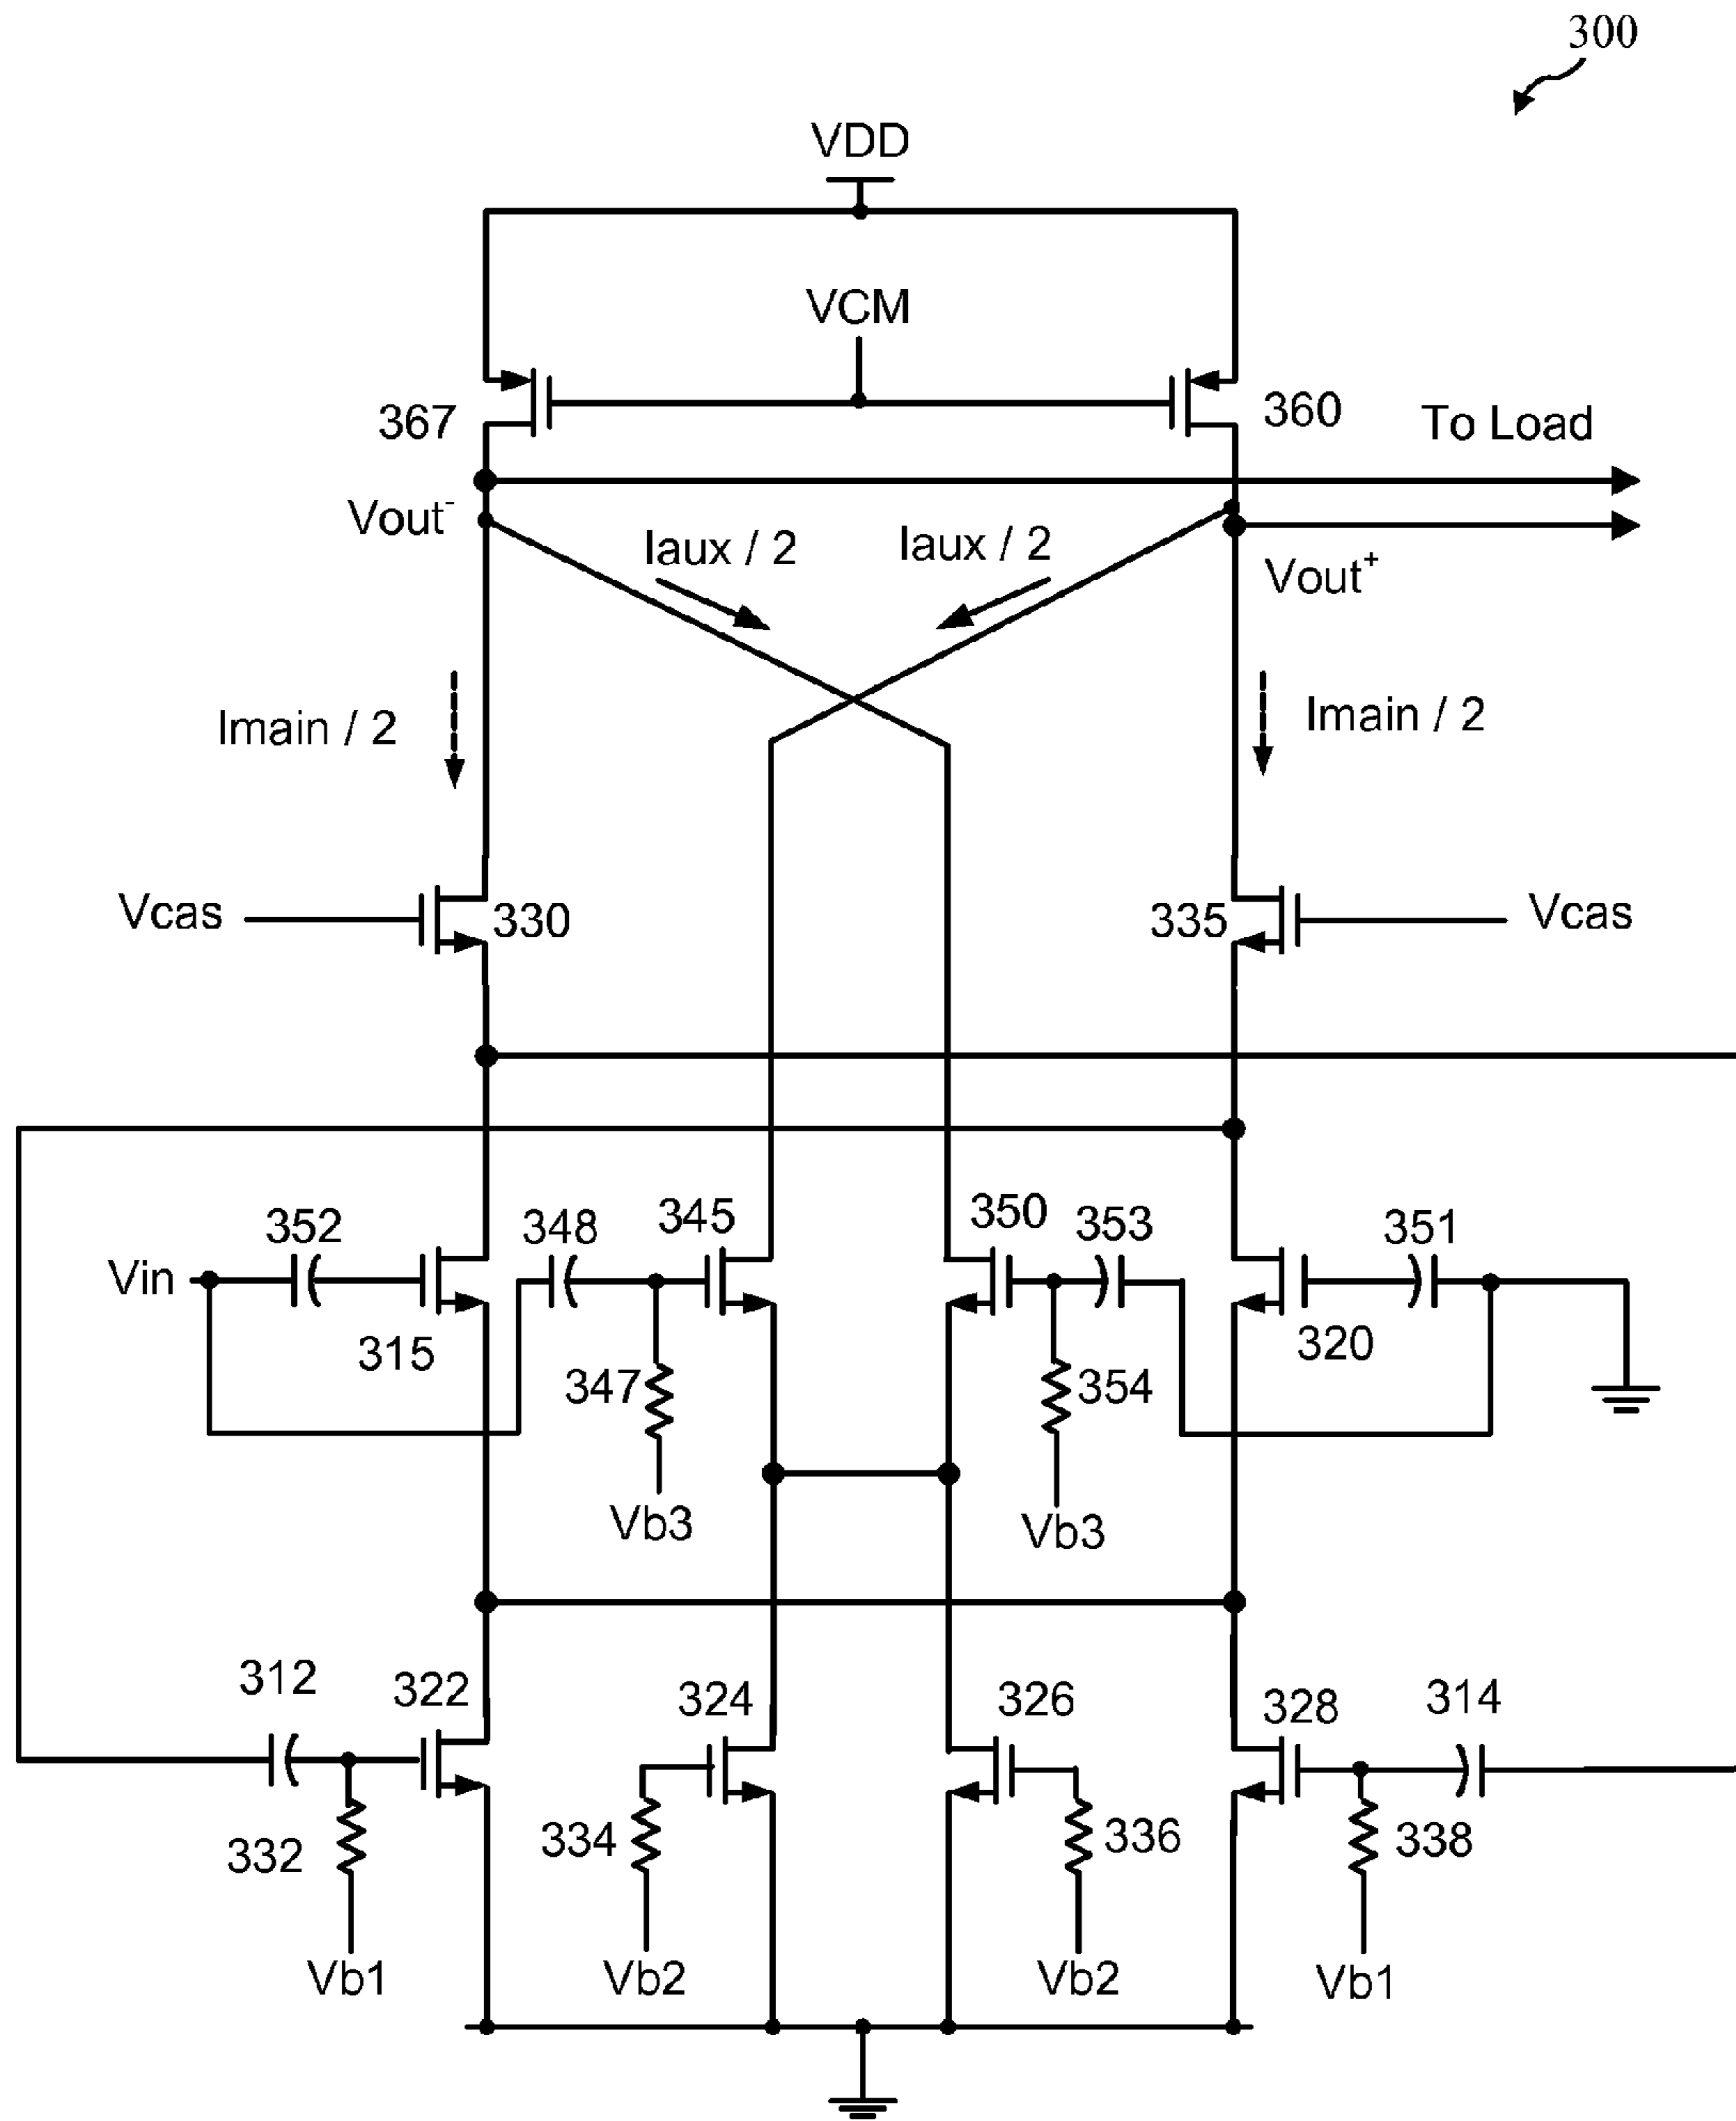 300
VDD
VCM
367
360
To Load
Vout-
Iaux / 2
Iaux / 2
Vout+
Imain / 2
Imain / 2
Vcas
330
335
Vcas
352
348
345
350
353
351
Vin
315
320
347
354
Vb3
Vb3
312
322
324
326
328
314
332
334
336
338
Vb1
Vb2
Vb2
Vb1